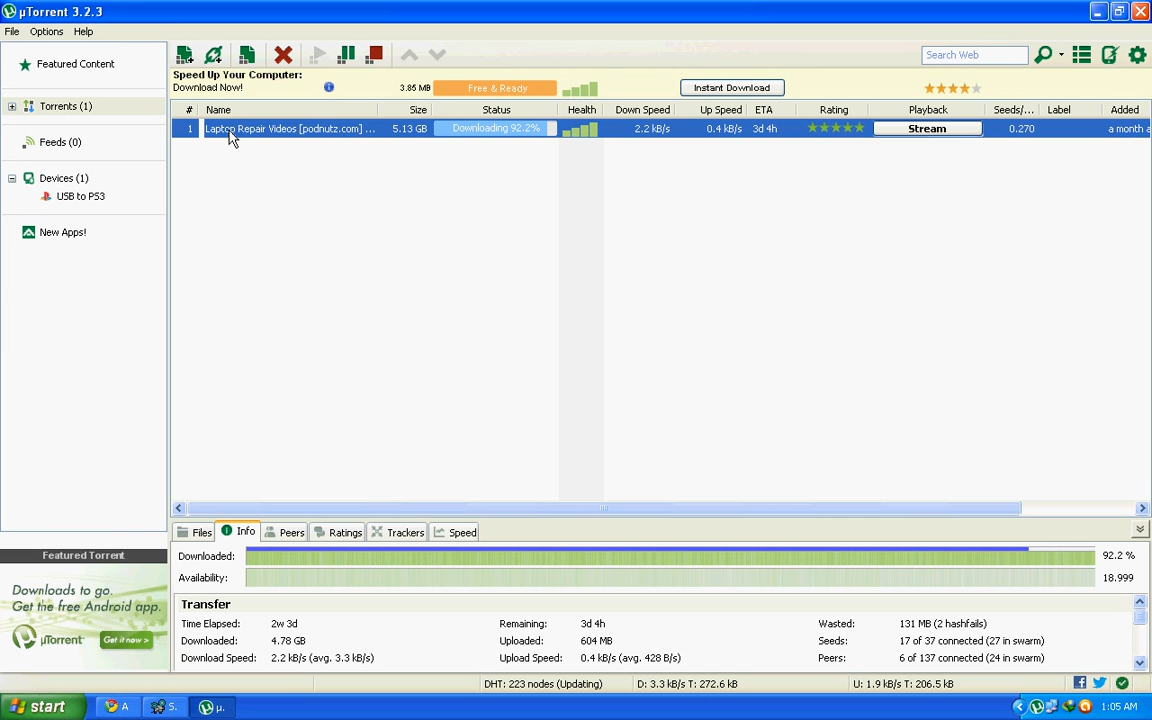 µTorrent 3.2.3
File Options Help
Featured Content
Search Web
Speed Up Your Computer:
Download Now!
3.85 MB
Free & Ready
Instant Download
Torrents (1)
# Name Size Status Health Down Speed Up Speed ETA Rating Playback Seeds/... Label Added
1 Laptop Repair Videos [podnutz.com] ... 5.13 GB Downloading 92.2% 2.2 kB/s 0.4 kB/s 3d 4h Stream 0.270 a month a
Feeds (0)
Devices (1)
USB to PS3
New Apps!
Files Info Peers Ratings Trackers Speed
Featured Torrent
Downloads to go.
Get the free Android app.
µTorrent Get it now >
Downloaded: 92.2 %
Availability: 18.999
Transfer
Time Elapsed: 2w 3d Remaining: 3d 4h Wasted: 131 MB (2 hashfails)
Downloaded: 4.78 GB Uploaded: 604 MB Seeds: 17 of 37 connected (27 in swarm)
Download Speed: 2.2 kB/s (avg. 3.3 kB/s) Upload Speed: 0.4 kB/s (avg. 428 B/s) Peers: 6 of 137 connected (24 in swarm)
DHT: 223 nodes (Updating) D: 3.3 kB/s T: 272.6 kB U: 1.9 kB/s T: 206.5 kB
start A S. µ. 1:05 AM